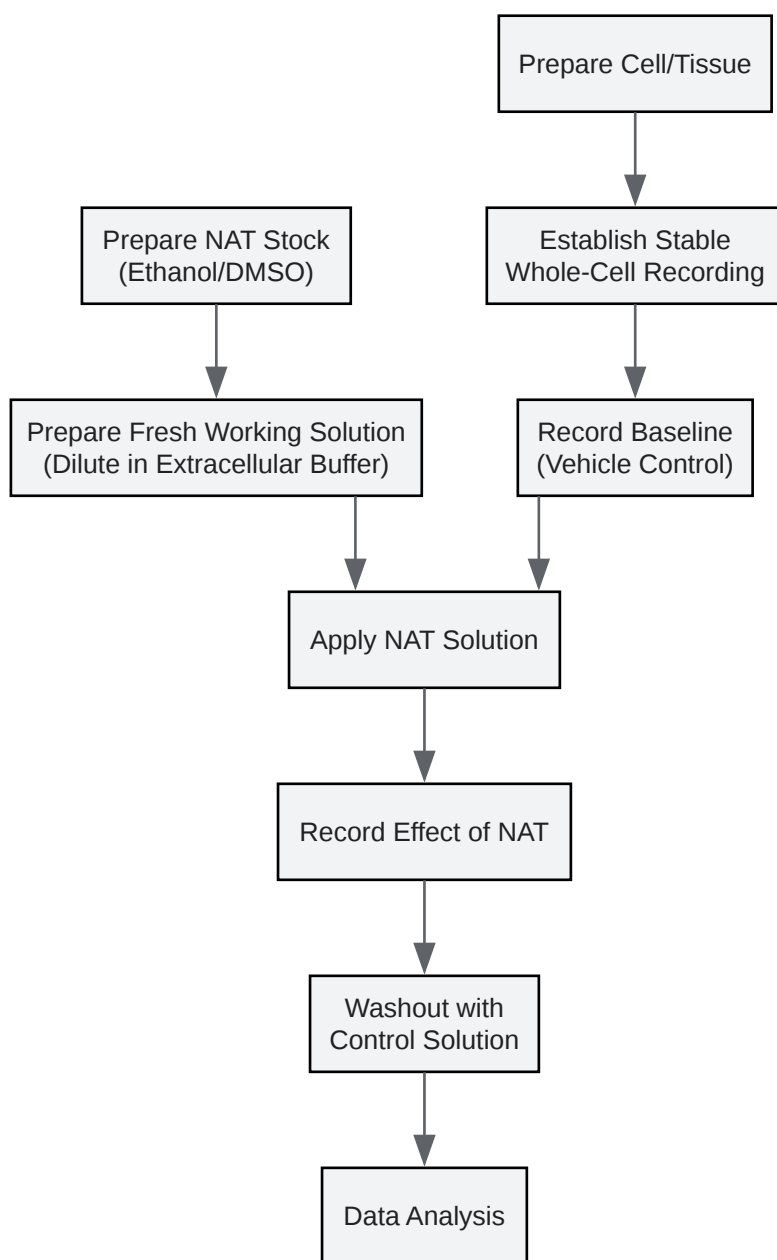 Prepare Cell/Tissue
Prepare NAT Stock
(Ethanol/DMSO)
Establish Stable
Whole-Cell Recording
Prepare Fresh Working Solution
(Dilute in Extracellular Buffer)
Record Baseline
(Vehicle Control)
Apply NAT Solution
Record Effect of NAT
Washout with
Control Solution
Data Analysis